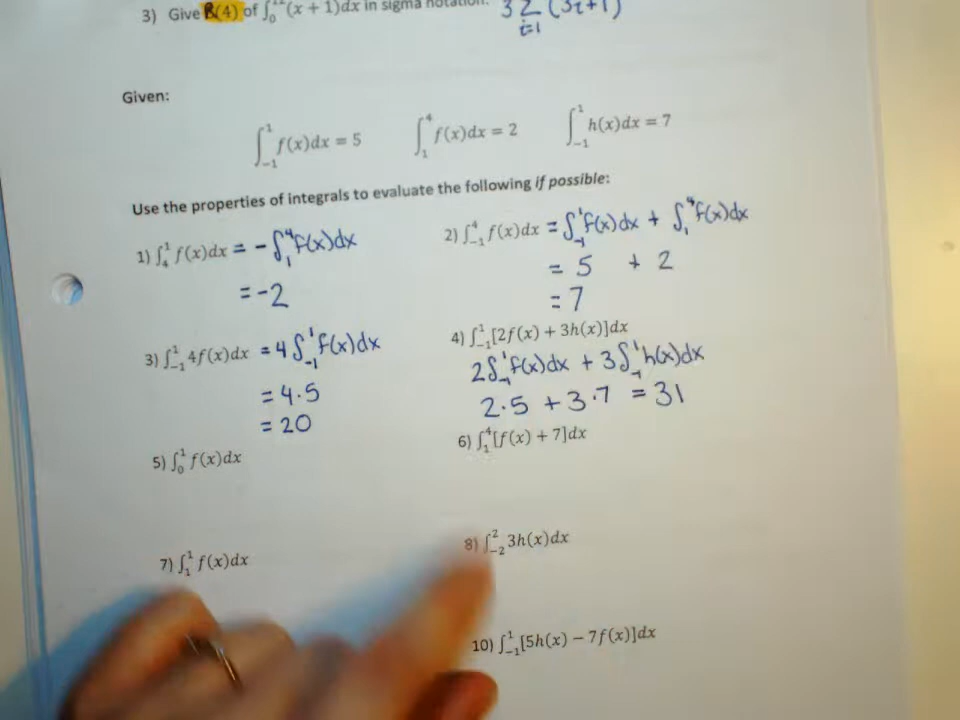 3) Give R(4) of ∫₀¹² (x + 1)dx in sigma notation. 3 Σ (3i+1)
i=1
Given:
∫₋₁¹ f(x)dx = 5 ∫₁⁴ f(x)dx = 2 ∫₋₁¹ h(x)dx = 7
Use the properties of integrals to evaluate the following if possible:
1) ∫₄¹ f(x)dx = -∫₁⁴ f(x)dx
= -2
2) ∫₋₁⁴ f(x)dx = ∫₋₁¹ f(x)dx + ∫₁⁴ f(x)dx
= 5 + 2
= 7
3) ∫₋₁¹ 4f(x)dx = 4∫₋₁¹ f(x)dx
= 4·5
= 20
4) ∫₋₁¹ [2f(x) + 3h(x)]dx
2∫₋₁¹ f(x)dx + 3∫₋₁¹ h(x)dx
2·5 + 3·7 = 31
5) ∫₀¹ f(x)dx
6) ∫₁⁴ [f(x) + 7]dx
7) ∫₁¹ f(x)dx
8) ∫₋₂² 3h(x)dx
10) ∫₋₁¹ [5h(x) − 7f(x)]dx